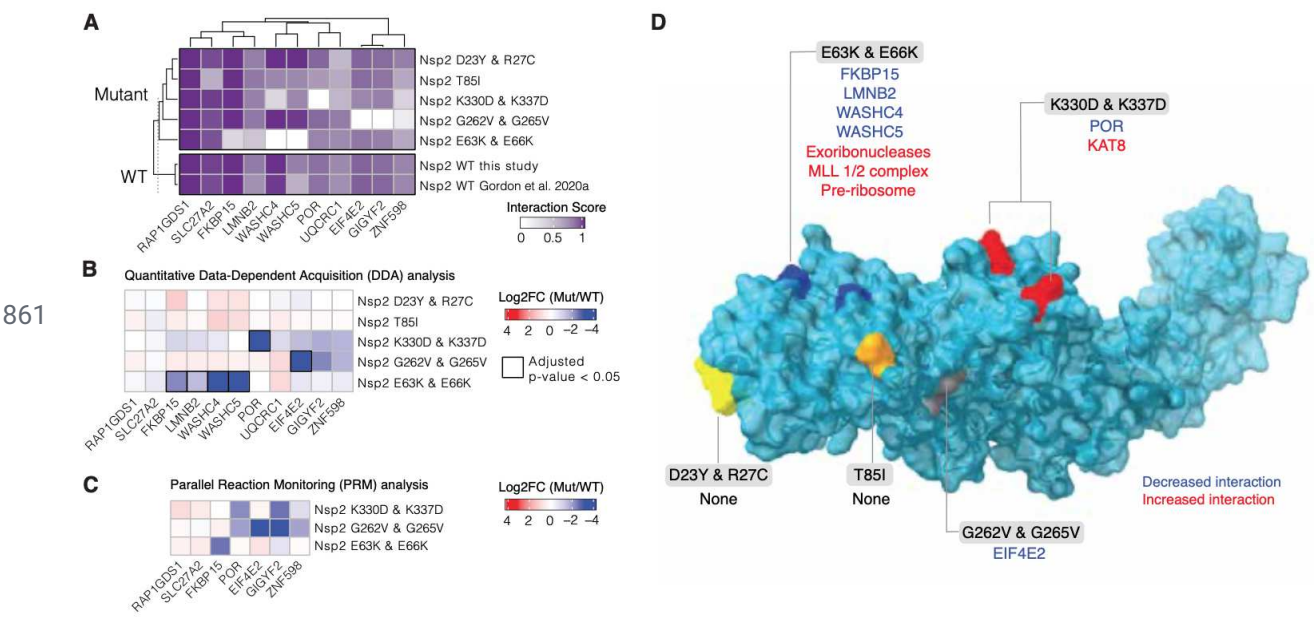 861
A
Mutant
WT
Nsp2 D23Y & R27C
Nsp2 T85I
Nsp2 K330D & K337D
Nsp2 G262V & G265V
Nsp2 E63K & E66K
Nsp2 WT this study
Nsp2 WT Gordon et al. 2020a
RAP1GDS1
SLC27A2
FKBP15
LMNB2
WASHC4
WASHC5
POR
UQCRC1
EIF4E2
GIGYF2
ZNF598
Interaction Score
0 0.5 1
B
Quantitative Data-Dependent Acquisition (DDA) analysis
Nsp2 D23Y & R27C
Nsp2 T85I
Nsp2 K330D & K337D
Nsp2 G262V & G265V
Nsp2 E63K & E66K
RAP1GDS1
SLC27A2
FKBP15
LMNB2
WASHC4
WASHC5
POR
UQCRC1
EIF4E2
GIGYF2
ZNF598
Log2FC (Mut/WT)
4 2 0 −2 −4
Adjusted
p-value < 0.05
C
Parallel Reaction Monitoring (PRM) analysis
Nsp2 K330D & K337D
Nsp2 G262V & G265V
Nsp2 E63K & E66K
RAP1GDS1
SLC27A2
FKBP15
POR
EIF4E2
GIGYF2
ZNF598
Log2FC (Mut/WT)
4 2 0 −2 −4
D
E63K & E66K
FKBP15
LMNB2
WASHC4
WASHC5
Exoribonucleases
MLL 1/2 complex
Pre-ribosome
K330D & K337D
POR
KAT8
D23Y & R27C
None
T85I
None
G262V & G265V
EIF4E2
Decreased interaction
Increased interaction